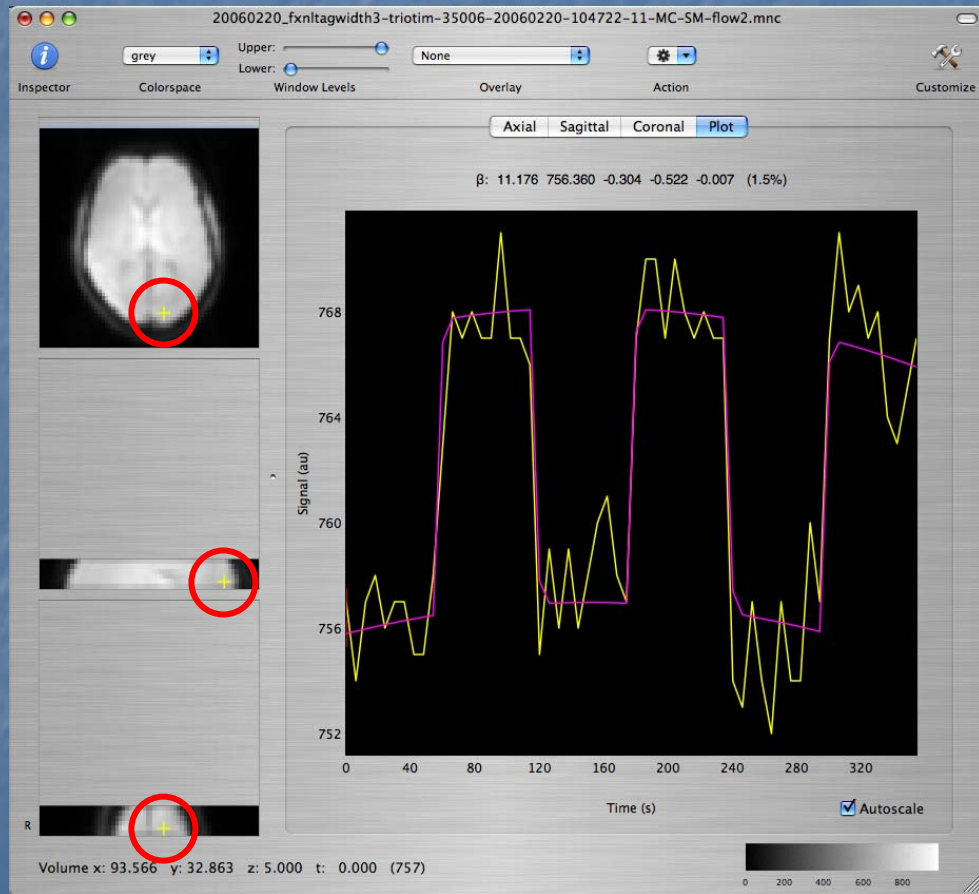 20060220_fxnltagwidth3-triotim-35006-20060220-104722-11-MC-SM-flow2.mnc
grey
Upper:
Lower:
None
Inspector
Colorspace
Window Levels
Overlay
Action
Customize
Axial Sagittal Coronal Plot
β: 11.176 756.360 -0.304 -0.522 -0.007 (1.5%)
768
764
760
756
752
Signal (au)
0 40 80 120 160 200 240 280 320
Time (s)
Autoscale
R
Volume x: 93.566 y: 32.863 z: 5.000 t: 0.000 (757)
0 200 400 600 800